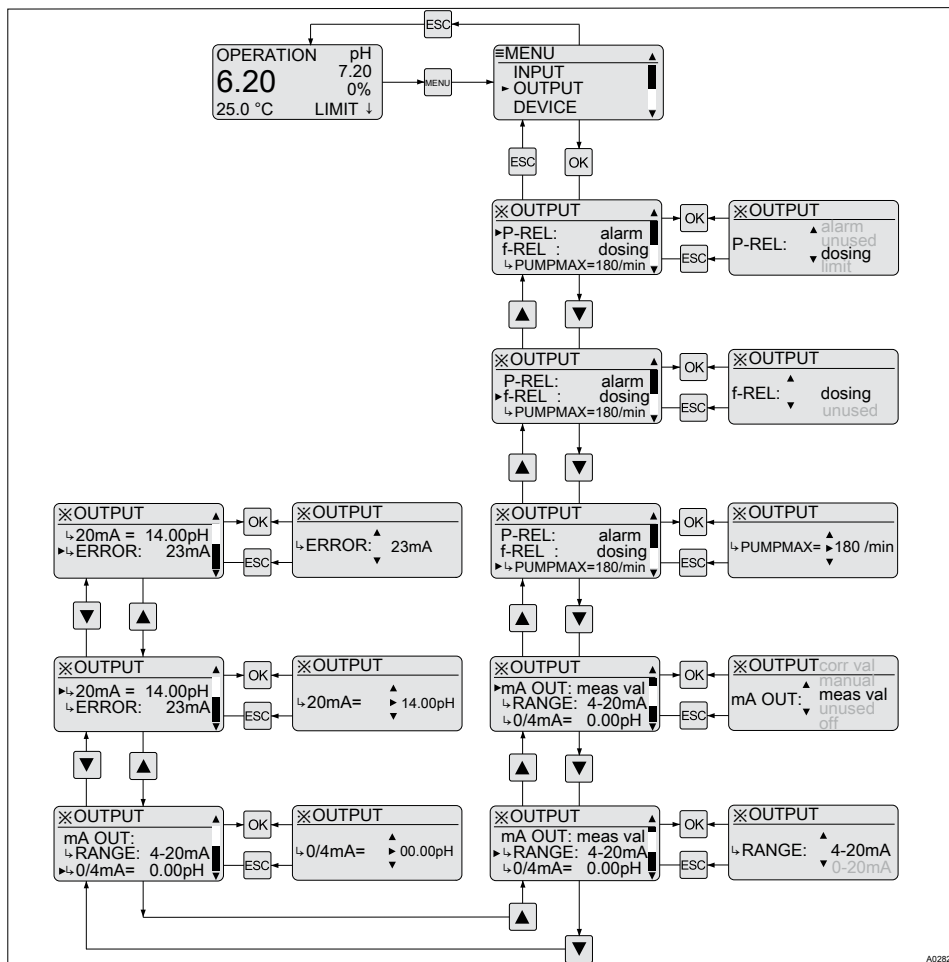 ESC
OPERATION pH
6.20 7.20
0%
25.0 °C LIMIT ↓
MENU
≡MENU ▲
INPUT
► OUTPUT
DEVICE ▼
ESC OK
※OUTPUT ▲
►P-REL: alarm
f-REL : dosing
↳PUMPMAX=180/min ▼
OK
ESC
※OUTPUT
P-REL: ▲ alarm
unused
▼ dosing
limit
▲ ▼
※OUTPUT ▲
P-REL: alarm
►f-REL : dosing
↳PUMPMAX=180/min ▼
OK
ESC
※OUTPUT
▲
f-REL: dosing
▼ unused
▲ ▼
※OUTPUT ▲
↳20mA = 14.00pH
►↳ERROR: 23mA ▼
OK
ESC
※OUTPUT
▲
↳ERROR: 23mA
▼
※OUTPUT ▲
P-REL: alarm
f-REL : dosing
►↳PUMPMAX=180/min ▼
OK
ESC
※OUTPUT
▲
↳PUMPMAX= ►180 /min
▼
▼ ▲
▲ ▼
※OUTPUT ▲
►↳20mA = 14.00pH
↳ERROR: 23mA ▼
OK
ESC
※OUTPUT
▲
↳20mA= ► 14.00pH
▼
※OUTPUT ▲
►mA OUT: meas val
↳RANGE: 4-20mA
↳0/4mA= 0.00pH ▼
OK
ESC
※OUTPUT corr val
▲ manual
mA OUT: meas val
▼ unused
off
▼ ▲
▲ ▼
※OUTPUT ▲
mA OUT:
↳RANGE: 4-20mA
►↳0/4mA= 0.00pH ▼
OK
ESC
※OUTPUT
▲
↳0/4mA= ► 00.00pH
▼
※OUTPUT ▲
mA OUT: meas val
►↳RANGE: 4-20mA
↳0/4mA= 0.00pH ▼
OK
ESC
※OUTPUT
▲
↳RANGE: 4-20mA
▼ 0-20mA
▲
▼
A0282